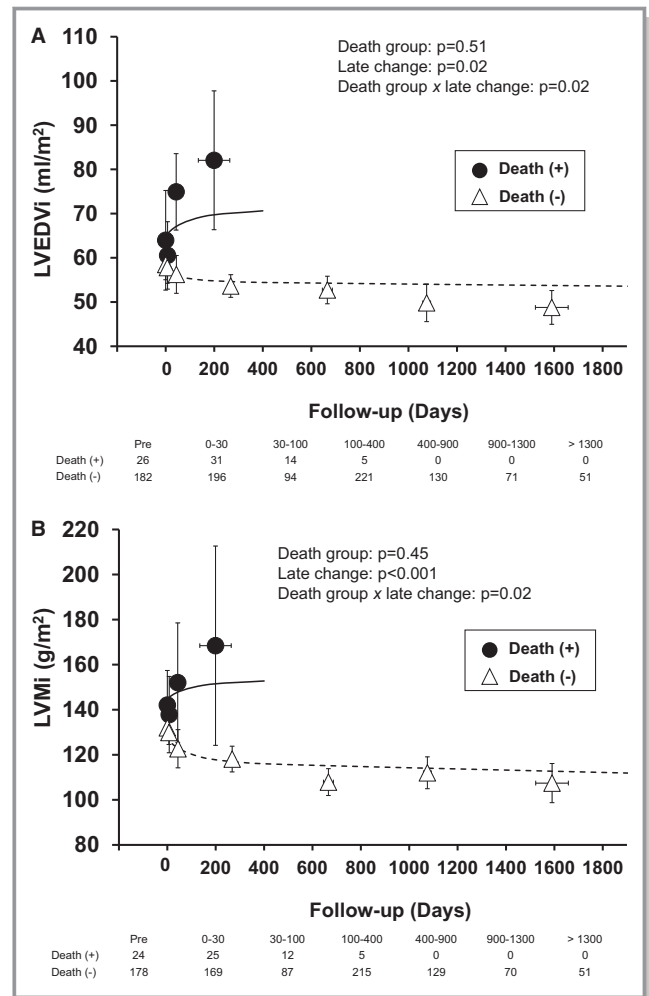 A
Death group: p=0.51
Late change: p=0.02
Death group x late change: p=0.02
Death (+)
Death (-)
LVEDVi (ml/m²)
110
100
90
80
70
60
50
40
0 200 400 600 800 1000 1200 1400 1600 1800
Follow-up (Days)
Pre 0-30 30-100 100-400 400-900 900-1300 > 1300
Death (+) 26 31 14 5 0 0 0
Death (-) 182 196 94 221 130 71 51
B
Death group: p=0.45
Late change: p<0.001
Death group x late change: p=0.02
Death (+)
Death (-)
LVMi (g/m²)
220
200
180
160
140
120
100
80
0 200 400 600 800 1000 1200 1400 1600 1800
Follow-up (Days)
Pre 0-30 30-100 100-400 400-900 900-1300 > 1300
Death (+) 24 25 12 5 0 0 0
Death (-) 178 169 87 215 129 70 51